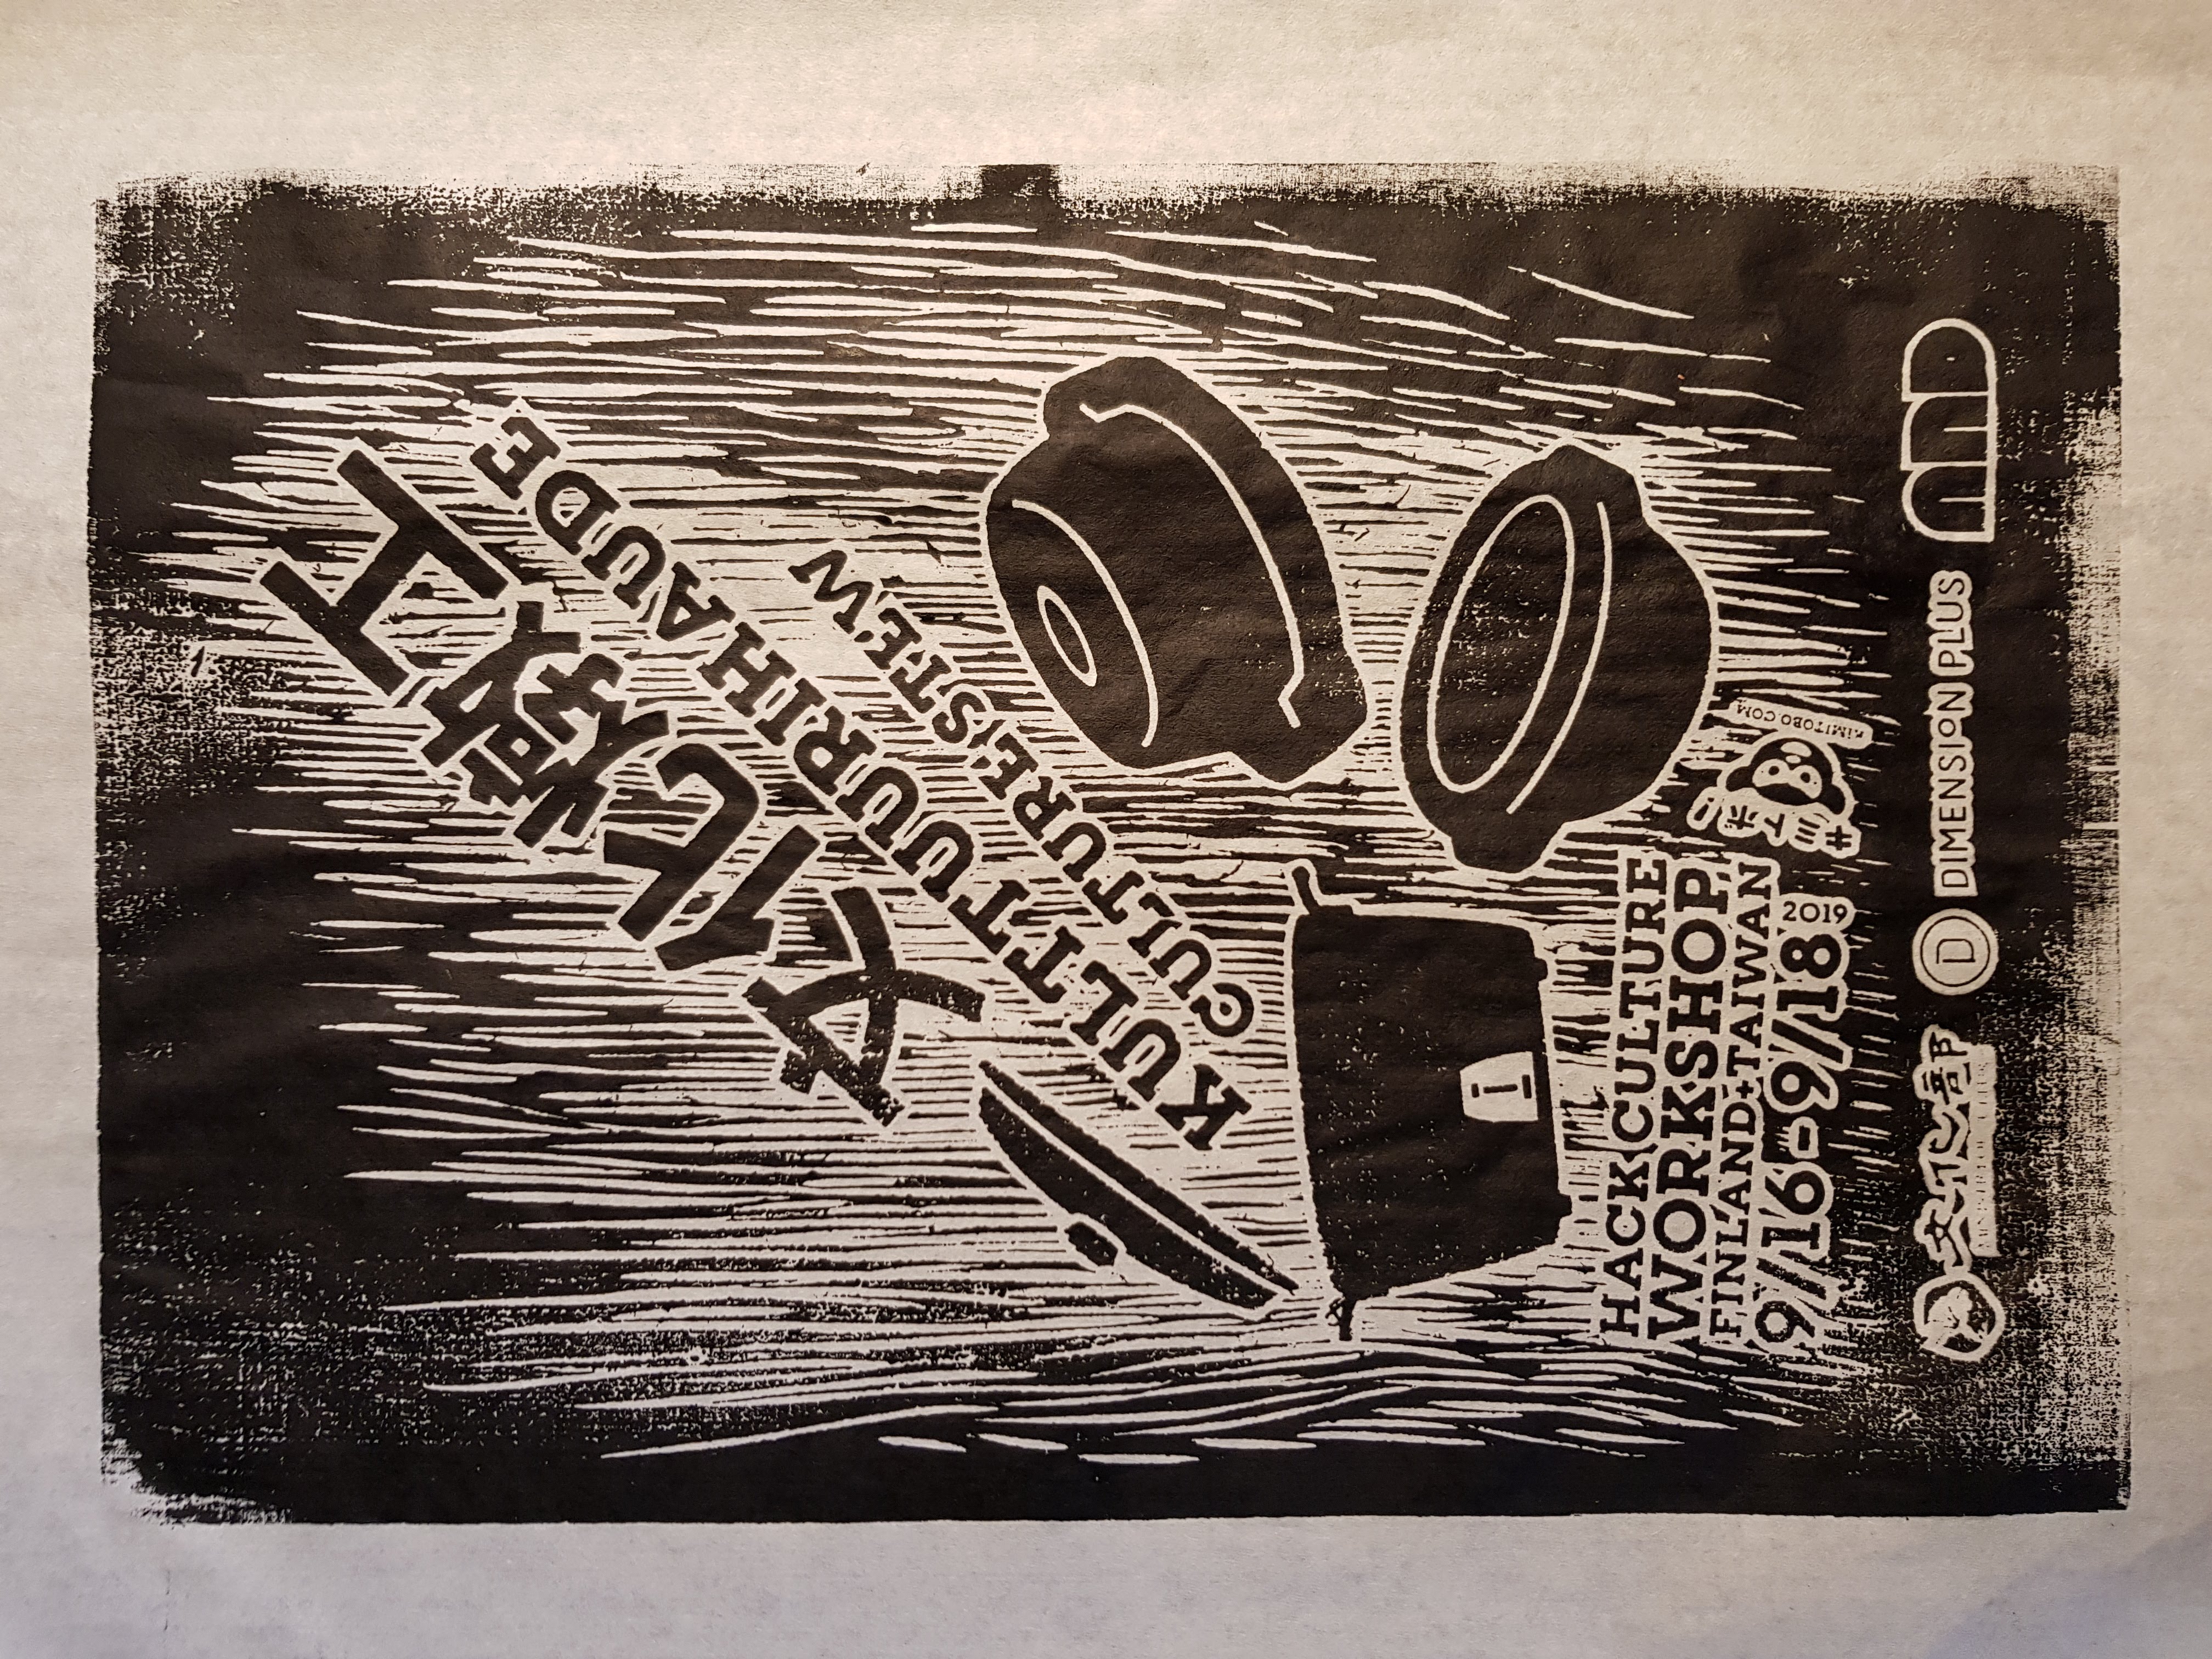 文化燉工
KULTTUURIHAUDE
CULTURE STEW
HACK CULTURE
WORKSHOP
FINLAND+TAIWAN
9/16-9/18
2019
キミトボ!
KIMITOBO.COM
文化部
D DIMENSION PLUS